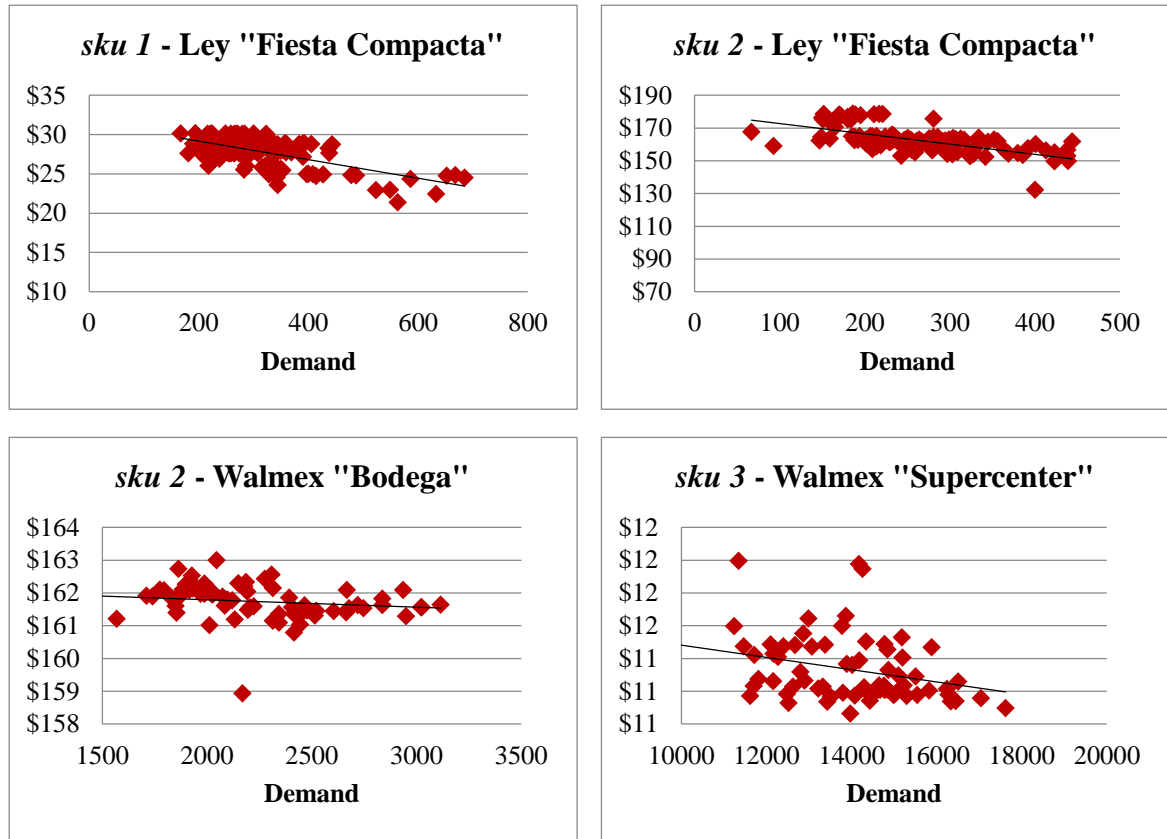 sku 1 - Ley "Fiesta Compacta"
$35
$30
$25
$20
$15
$10
0 200 400 600 800
Demand
sku 2 - Ley "Fiesta Compacta"
$190
$170
$150
$130
$110
$90
$70
0 100 200 300 400 500
Demand
sku 2 - Walmex "Bodega"
$164
$163
$162
$161
$160
$159
$158
1500 2000 2500 3000 3500
Demand
sku 3 - Walmex "Supercenter"
$12
$12
$12
$12
$11
$11
$11
10000 12000 14000 16000 18000 20000
Demand